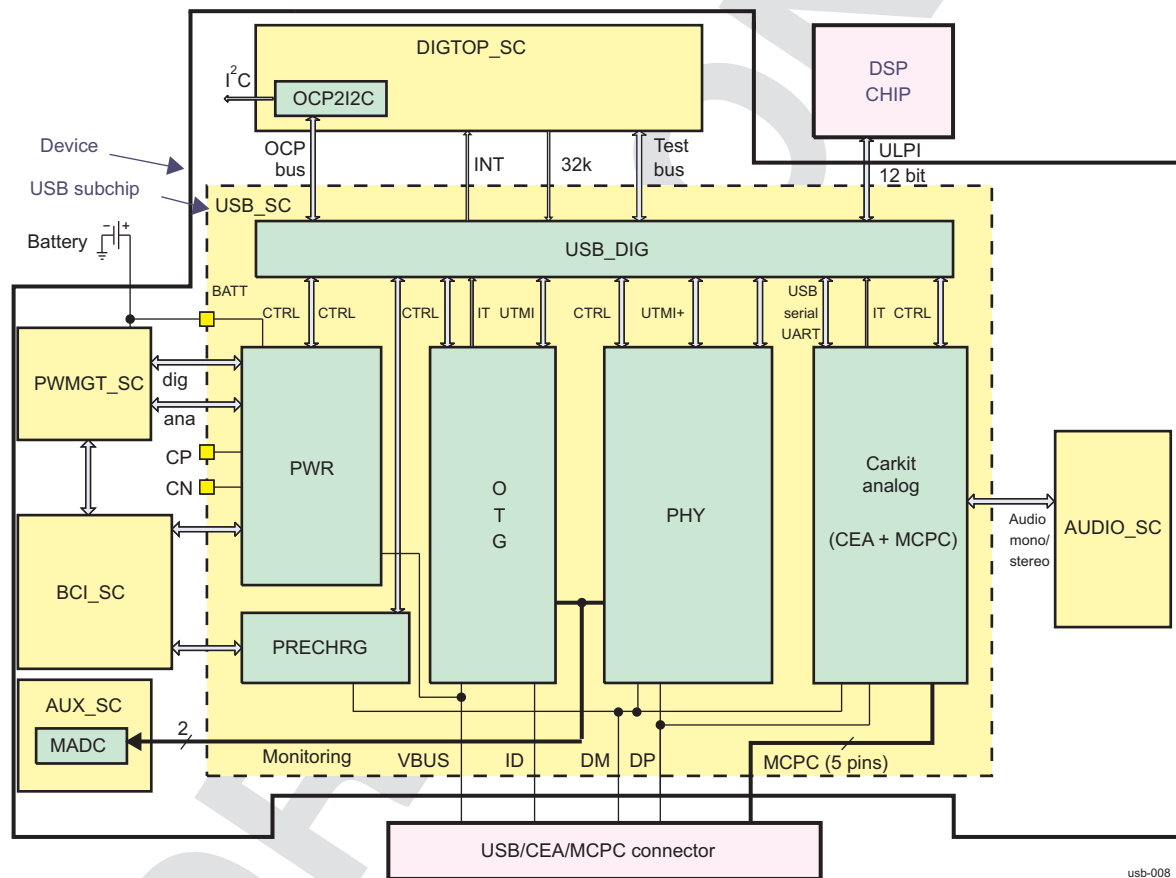 DIGTOP_SC
I2C
OCP2I2C
DSP
CHIP
Device
USB subchip
OCP
bus
INT
32k
Test
bus
ULPI
12 bit
USB_SC
Battery
- +
USB_DIG
BATT
CTRL
CTRL
CTRL
IT
UTMI
CTRL
UTMI+
USB
serial
UART
IT
CTRL
PWMGT_SC
dig
ana
CP
CN
PWR
O
T
G
PHY
Carkit
analog
(CEA + MCPC)
Audio
mono/
stereo
AUDIO_SC
BCI_SC
PRECHRG
AUX_SC
MADC
2
Monitoring
VBUS
ID
DM
DP
MCPC (5 pins)
USB/CEA/MCPC connector
usb-008